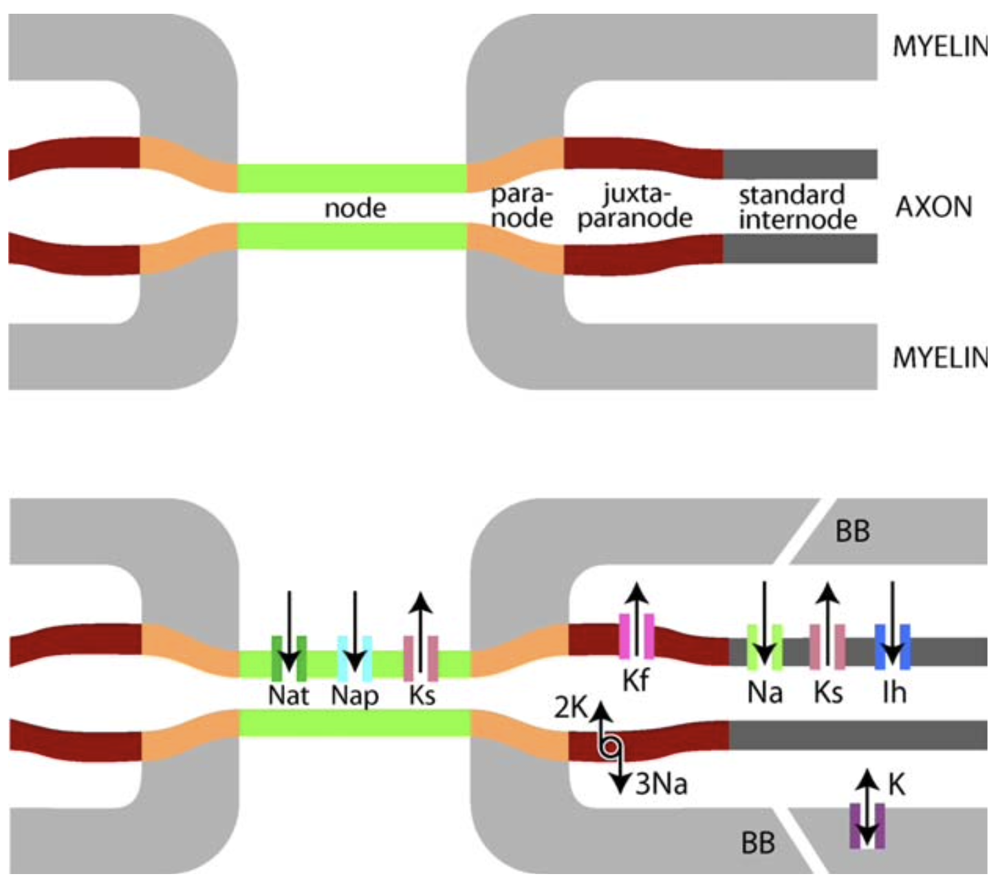 MYELIN
para-
node
juxta-
paranode
standard
internode
node
AXON
MYELIN
BB
Nat
Nap
Ks
Kf
Na
Ks
Ih
2K
3Na
K
BB